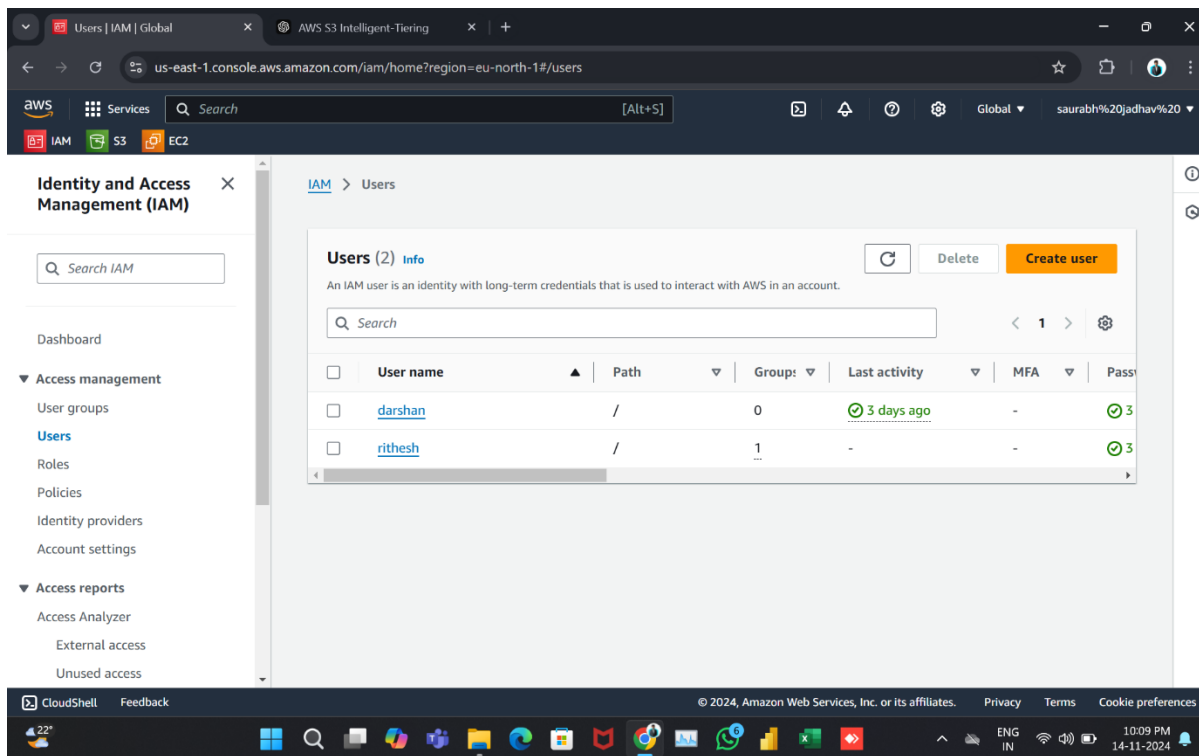 Users | IAM | Global
AWS S3 Intelligent-Tiering
us-east-1.console.aws.amazon.com/iam/home?region=eu-north-1#/users
aws Services Search [Alt+S] Global saurabh%20jadhav%20
IAM S3 EC2
Identity and Access
Management (IAM)
Search IAM
Dashboard
Access management
User groups
Users
Roles
Policies
Identity providers
Account settings
Access reports
Access Analyzer
External access
Unused access
IAM > Users
Users (2) Info
Delete
Create user
An IAM user is an identity with long-term credentials that is used to interact with AWS in an account.
Search
1
User name Path Group: Last activity MFA Passw
darshan / 0 3 days ago - 3
rithesh / 1 - - 3
CloudShell Feedback © 2024, Amazon Web Services, Inc. or its affiliates. Privacy Terms Cookie preferences
22°
6
ENG
IN
10:09 PM
14-11-2024